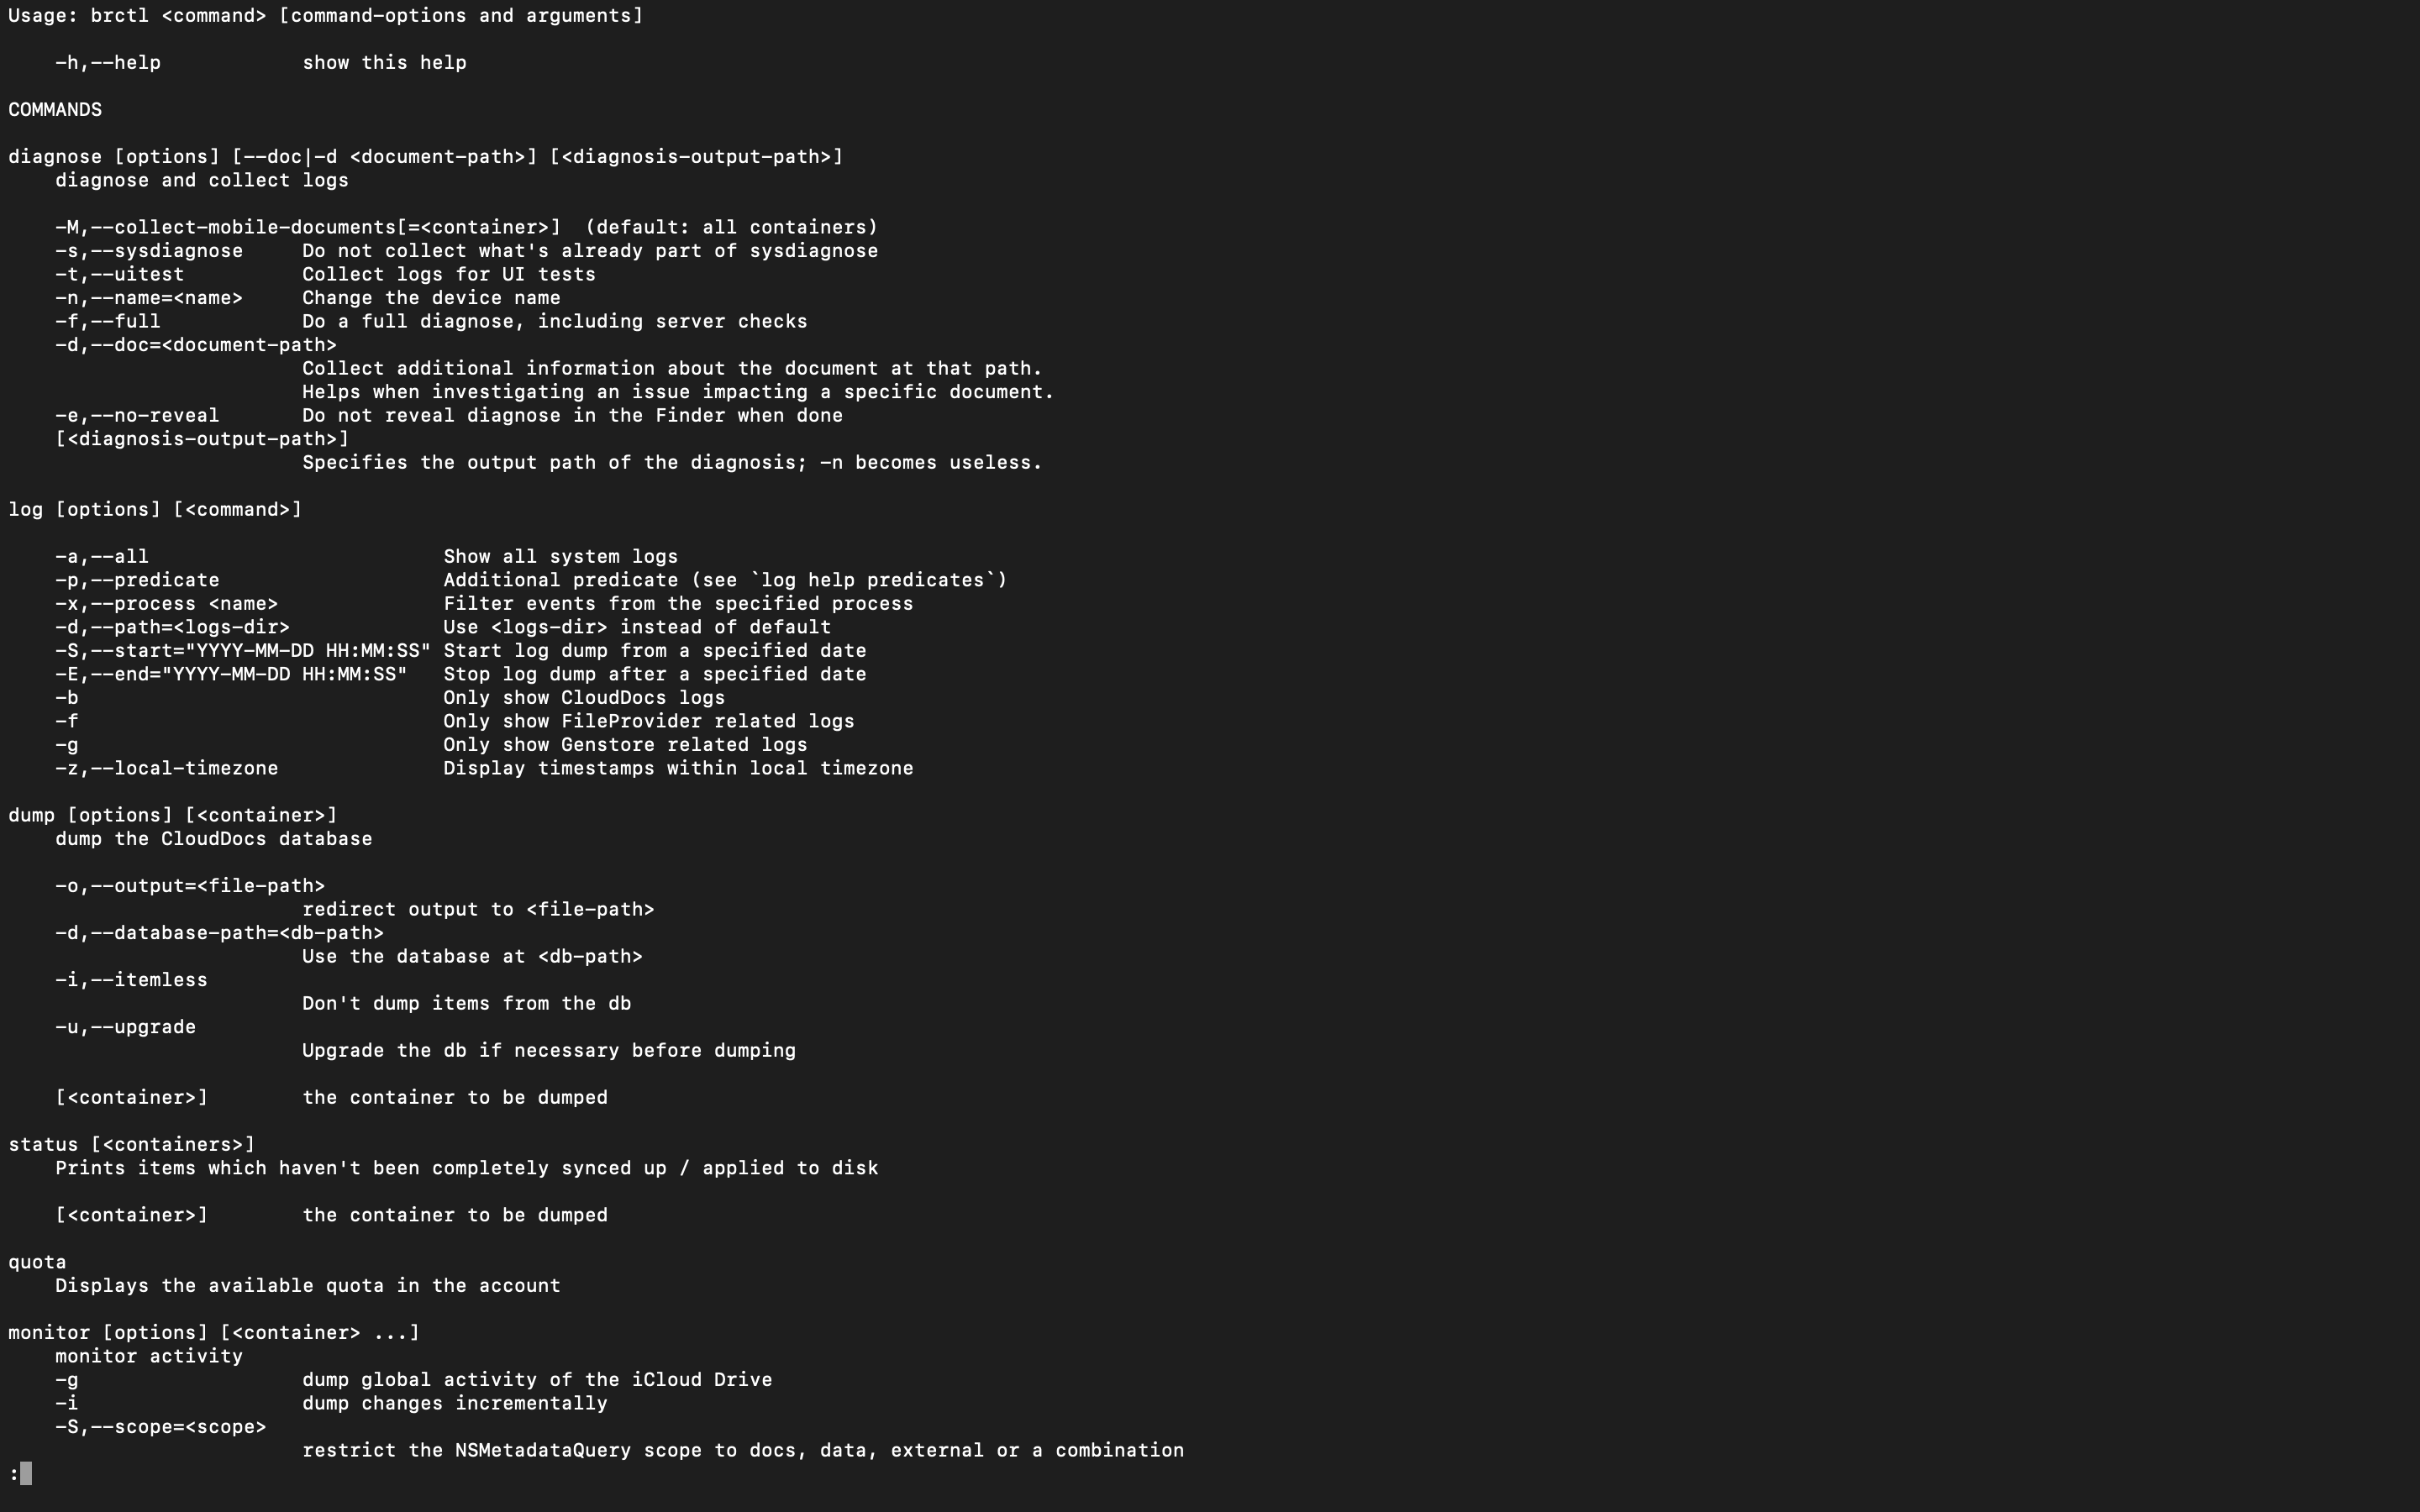 Usage: brctl <command> [command-options and arguments]
-h,--help show this help
COMMANDS
diagnose [options] [--doc|-d <document-path>] [<diagnosis-output-path>]
diagnose and collect logs
-M,--collect-mobile-documents[=<container>] (default: all containers)
-s,--sysdiagnose Do not collect what's already part of sysdiagnose
-t,--uitest Collect logs for UI tests
-n,--name=<name> Change the device name
-f,--full Do a full diagnose, including server checks
-d,--doc=<document-path>
Collect additional information about the document at that path.
Helps when investigating an issue impacting a specific document.
-e,--no-reveal Do not reveal diagnose in the Finder when done
[<diagnosis-output-path>]
Specifies the output path of the diagnosis; -n becomes useless.
log [options] [<command>]
-a,--all Show all system logs
-p,--predicate Additional predicate (see `log help predicates`)
-x,--process <name> Filter events from the specified process
-d,--path=<logs-dir> Use <logs-dir> instead of default
-S,--start="YYYY-MM-DD HH:MM:SS" Start log dump from a specified date
-E,--end="YYYY-MM-DD HH:MM:SS" Stop log dump after a specified date
-b Only show CloudDocs logs
-f Only show FileProvider related logs
-g Only show Genstore related logs
-z,--local-timezone Display timestamps within local timezone
dump [options] [<container>]
dump the CloudDocs database
-o,--output=<file-path>
redirect output to <file-path>
-d,--database-path=<db-path>
Use the database at <db-path>
-i,--itemless
Don't dump items from the db
-u,--upgrade
Upgrade the db if necessary before dumping
[<container>] the container to be dumped
status [<containers>]
Prints items which haven't been completely synced up / applied to disk
[<container>] the container to be dumped
quota
Displays the available quota in the account
monitor [options] [<container> ...]
monitor activity
-g dump global activity of the iCloud Drive
-i dump changes incrementally
-S,--scope=<scope>
restrict the NSMetadataQuery scope to docs, data, external or a combination
: